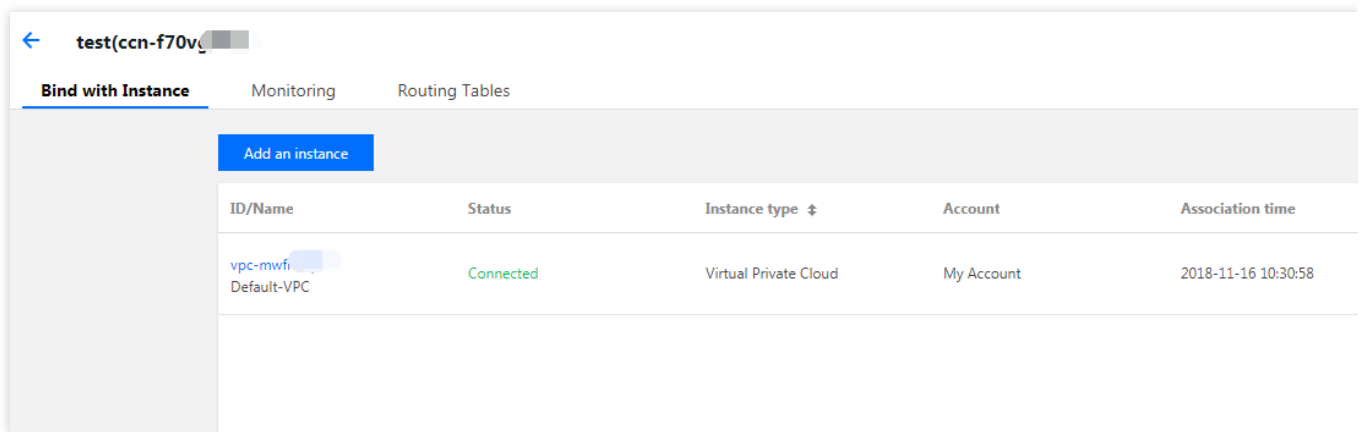 test(ccn-f70v
Bind with Instance Monitoring Routing Tables
Add an instance
ID/Name Status Instance type Account Association time
vpc-mwf Connected Virtual Private Cloud My Account 2018-11-16 10:30:58
Default-VPC